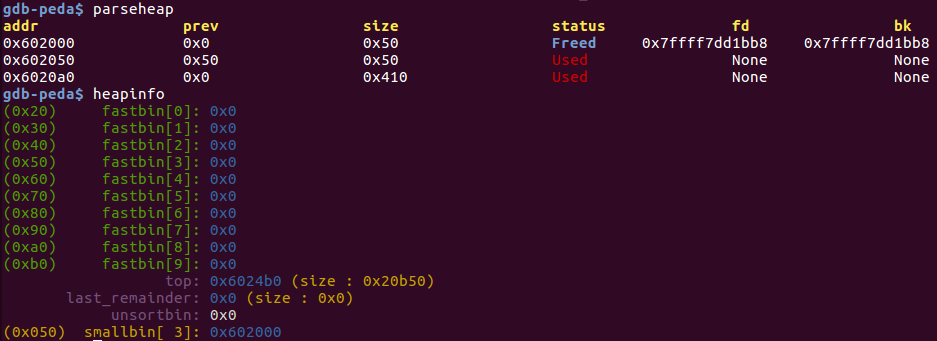 gdb-peda$ parseheap
addr prev size status fd bk
0x602000 0x0 0x50 Freed 0x7ffff7dd1bb8 0x7ffff7dd1bb8
0x602050 0x50 0x50 Used None None
0x6020a0 0x0 0x410 Used None None
gdb-peda$ heapinfo
(0x20) fastbin[0]: 0x0
(0x30) fastbin[1]: 0x0
(0x40) fastbin[2]: 0x0
(0x50) fastbin[3]: 0x0
(0x60) fastbin[4]: 0x0
(0x70) fastbin[5]: 0x0
(0x80) fastbin[6]: 0x0
(0x90) fastbin[7]: 0x0
(0xa0) fastbin[8]: 0x0
(0xb0) fastbin[9]: 0x0
top: 0x6024b0 (size : 0x20b50)
last_remainder: 0x0 (size : 0x0)
unsortbin: 0x0
(0x050) smallbin[ 3]: 0x602000